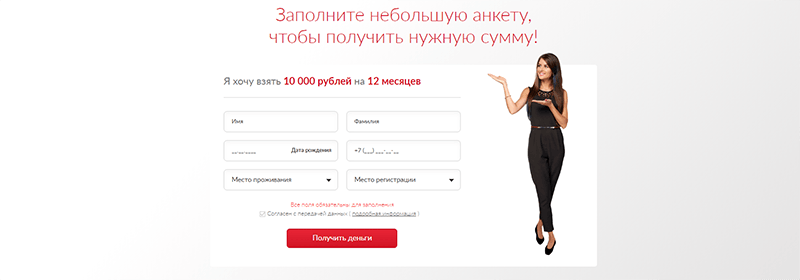 Заполните небольшую анкету,
чтобы получить нужную сумму!
Я хочу взять 10 000 рублей на 12 месяцев
Имя
Фамилия
__.__.____ Дата рождения
+7 (___) ___-__-__
Место проживания
Место регистрации
Все поля обязательны для заполнения
Согласен с передачей данных ( подробная информация )
Получить деньги